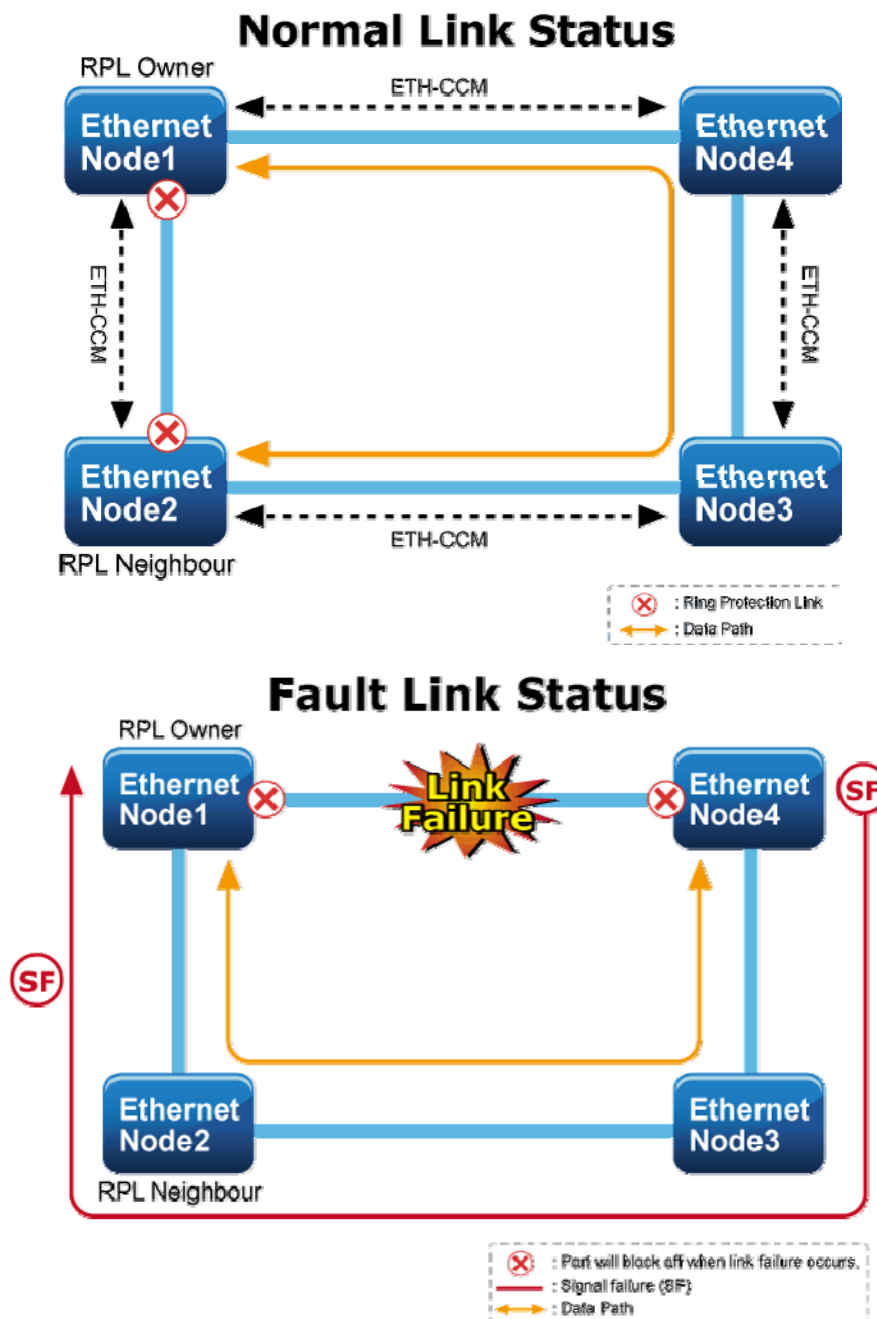 Normal Link Status
RPL Owner
ETH-CCM
Ethernet
Node1
Ethernet
Node4
ETH-CCM
ETH-CCM
Ethernet
Node2
Ethernet
Node3
ETH-CCM
RPL Neighbour
: Ring Protection Link
: Data Path
Fault Link Status
RPL Owner
Ethernet
Node1
Link
Failure
Ethernet
Node4
SF
SF
Ethernet
Node2
Ethernet
Node3
RPL Neighbour
: Port will block off when link failure occurs.
: Signal failure (SF)
: Data Path